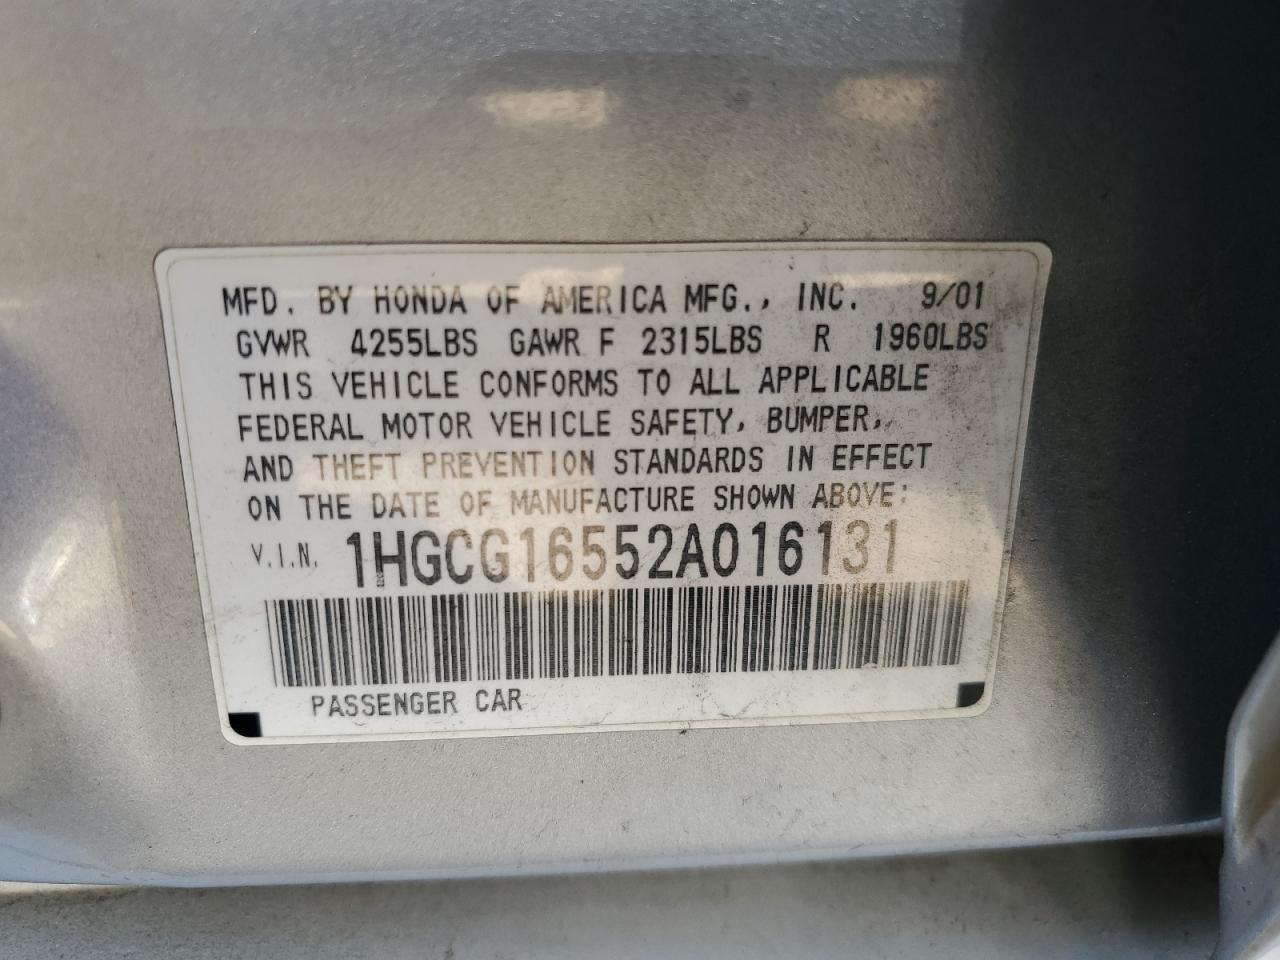 MFD. BY HONDA OF AMERICA MFG., INC. 9/01
GVWR 4255LBS GAWR F 2315LBS R 1960LBS
THIS VEHICLE CONFORMS TO ALL APPLICABLE
FEDERAL MOTOR VEHICLE SAFETY, BUMPER,
AND THEFT PREVENTION STANDARDS IN EFFECT
ON THE DATE OF MANUFACTURE SHOWN ABOVE:
V.I.N. 1HGCG16552A016131
PASSENGER CAR